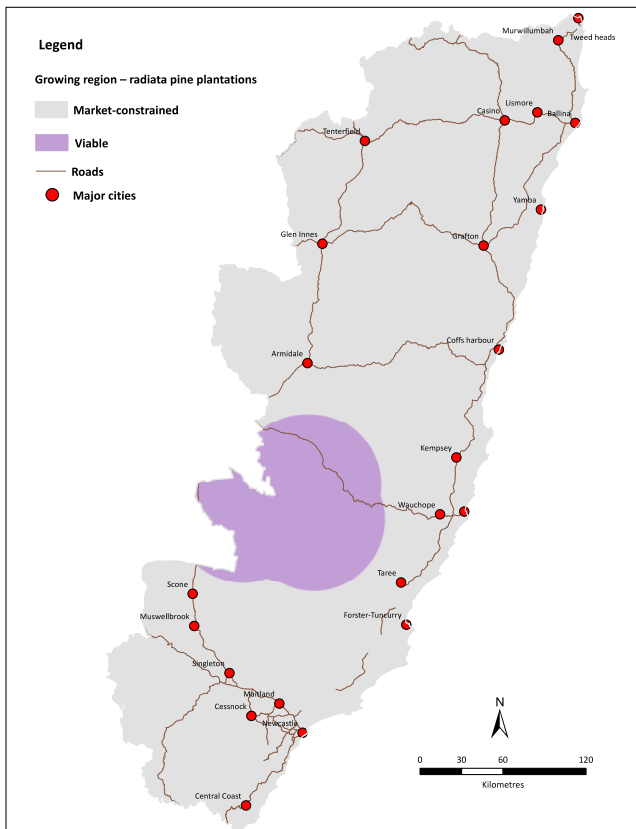 Legend
Growing region – radiata pine plantations
Market-constrained
Viable
Roads
Major cities
Murwillumbah
Tweed heads
Lismore
Casino
Ballina
Tenterfield
Yamba
Glen Innes
Grafton
Coffs harbour
Armidale
Kempsey
Wauchope
Taree
Scone
Forster-Tuncurry
Muswellbrook
Singleton
Maitland
Cessnock
Newcastle
Central Coast
N
0 30 60 120
Kilometres